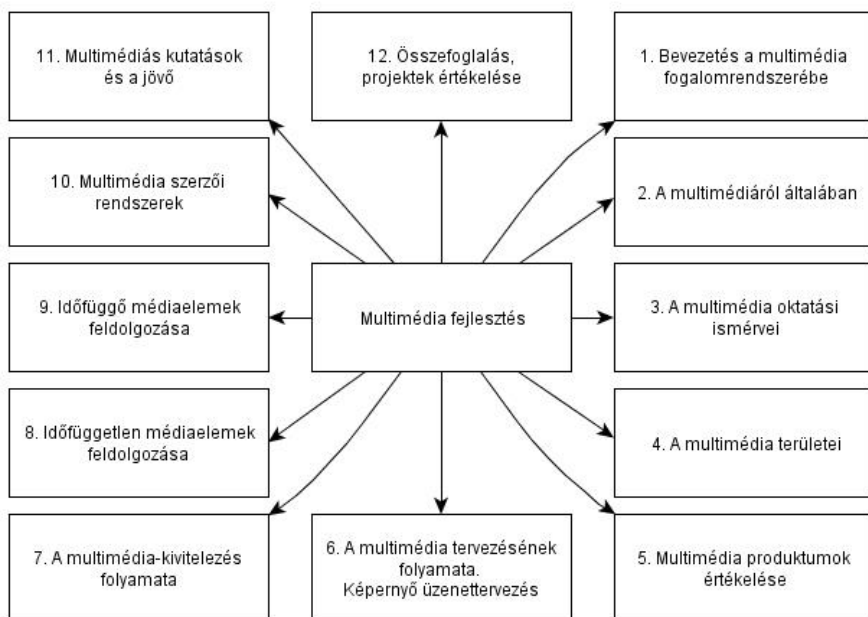 11. Multimédiás kutatások
és a jövő
12. Összefoglalás,
projektek értékelése
1. Bevezetés a multimédia
fogalomrendszerébe
10. Multimédia szerzői
rendszerek
2. A multimédiáról általában
9. Időfüggő médiaelemek
feldolgozása
Multimédia fejlesztés
3. A multimédia oktatási
ismérvei
8. Időfüggetlen médiaelemek
feldolgozása
4. A multimédia területei
7. A multimédia-kivitelezés
folyamata
6. A multimédia tervezésének
folyamata.
Képernyő üzenettervezés
5. Multimédia produktumok
értékelése